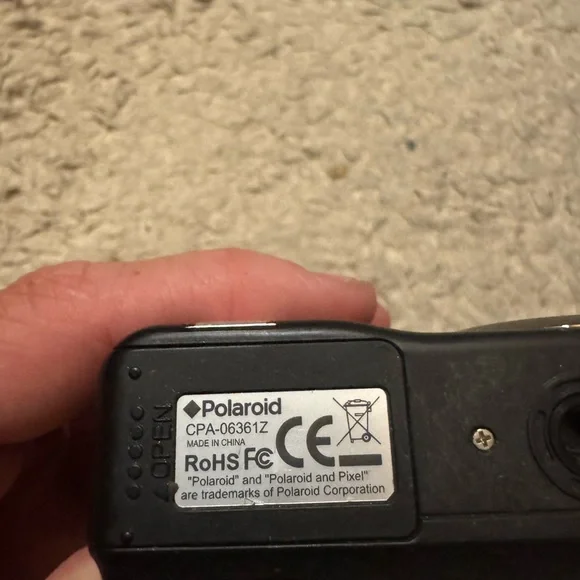 Polaroid
CPA-06361Z
MADE IN CHINA
RoHS FC CE
"Polaroid" and "Polaroid and Pixel"
are trademarks of Polaroid Corporation
OPEN